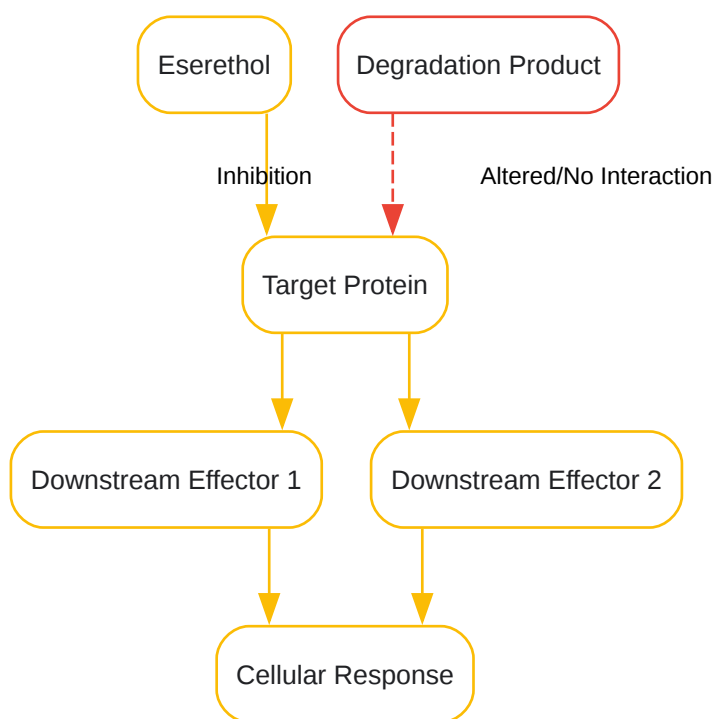 Eserethol
Degradation Product
Inhibition
Altered/No Interaction
Target Protein
Downstream Effector 1
Downstream Effector 2
Cellular Response